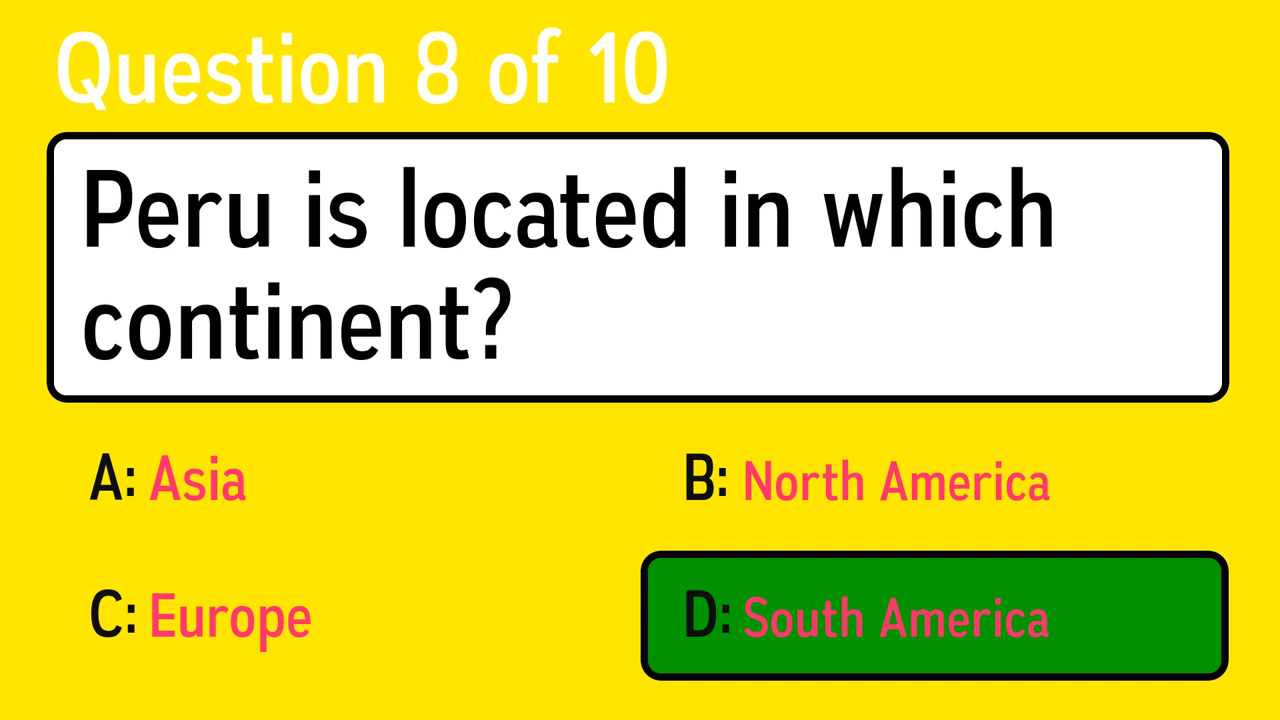 Question 8 of 10
Peru is located in which
continent?
A: Asia
B: North America
C: Europe
D: South America